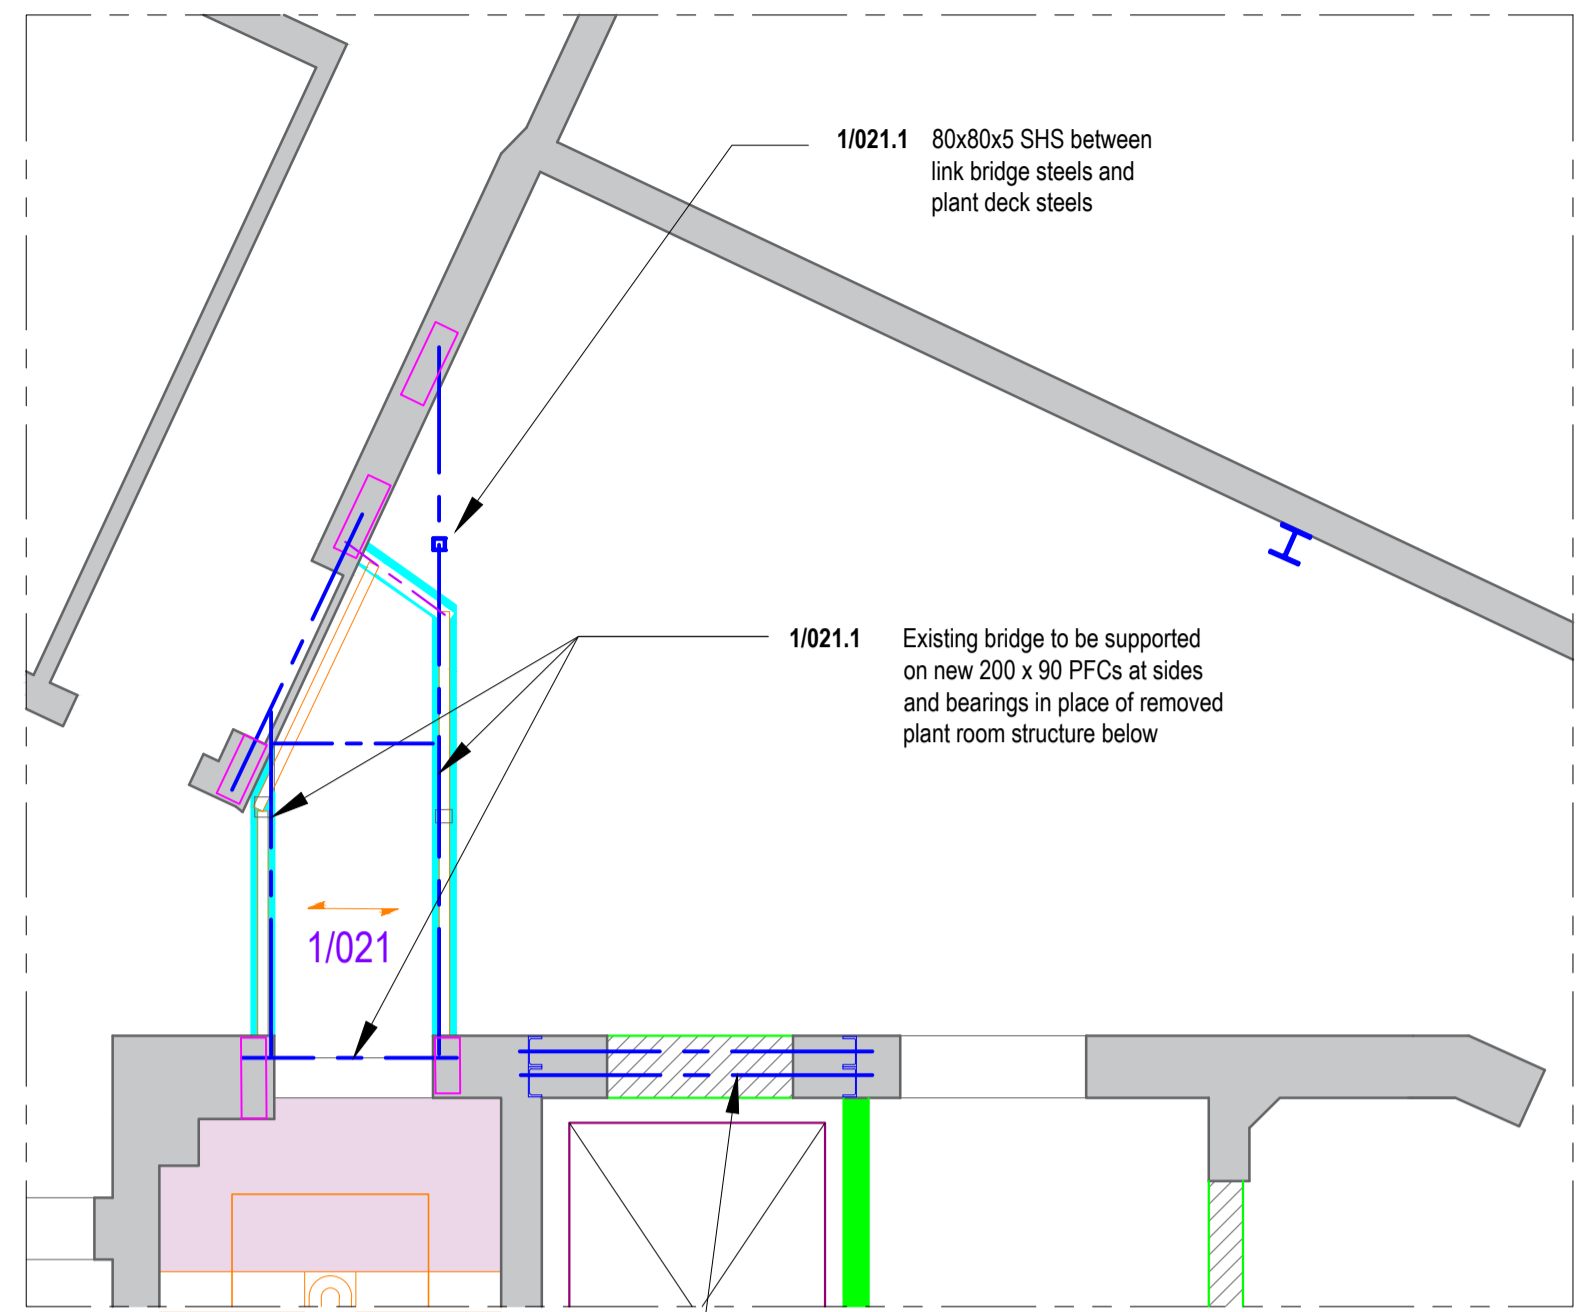 1/021.1 80x80x5 SHS between
link bridge steels and
plant deck steels
1/021.1 Existing bridge to be supported
on new 200 x 90 PFCs at sides
and bearings in place of removed
plant room structure below
1/021